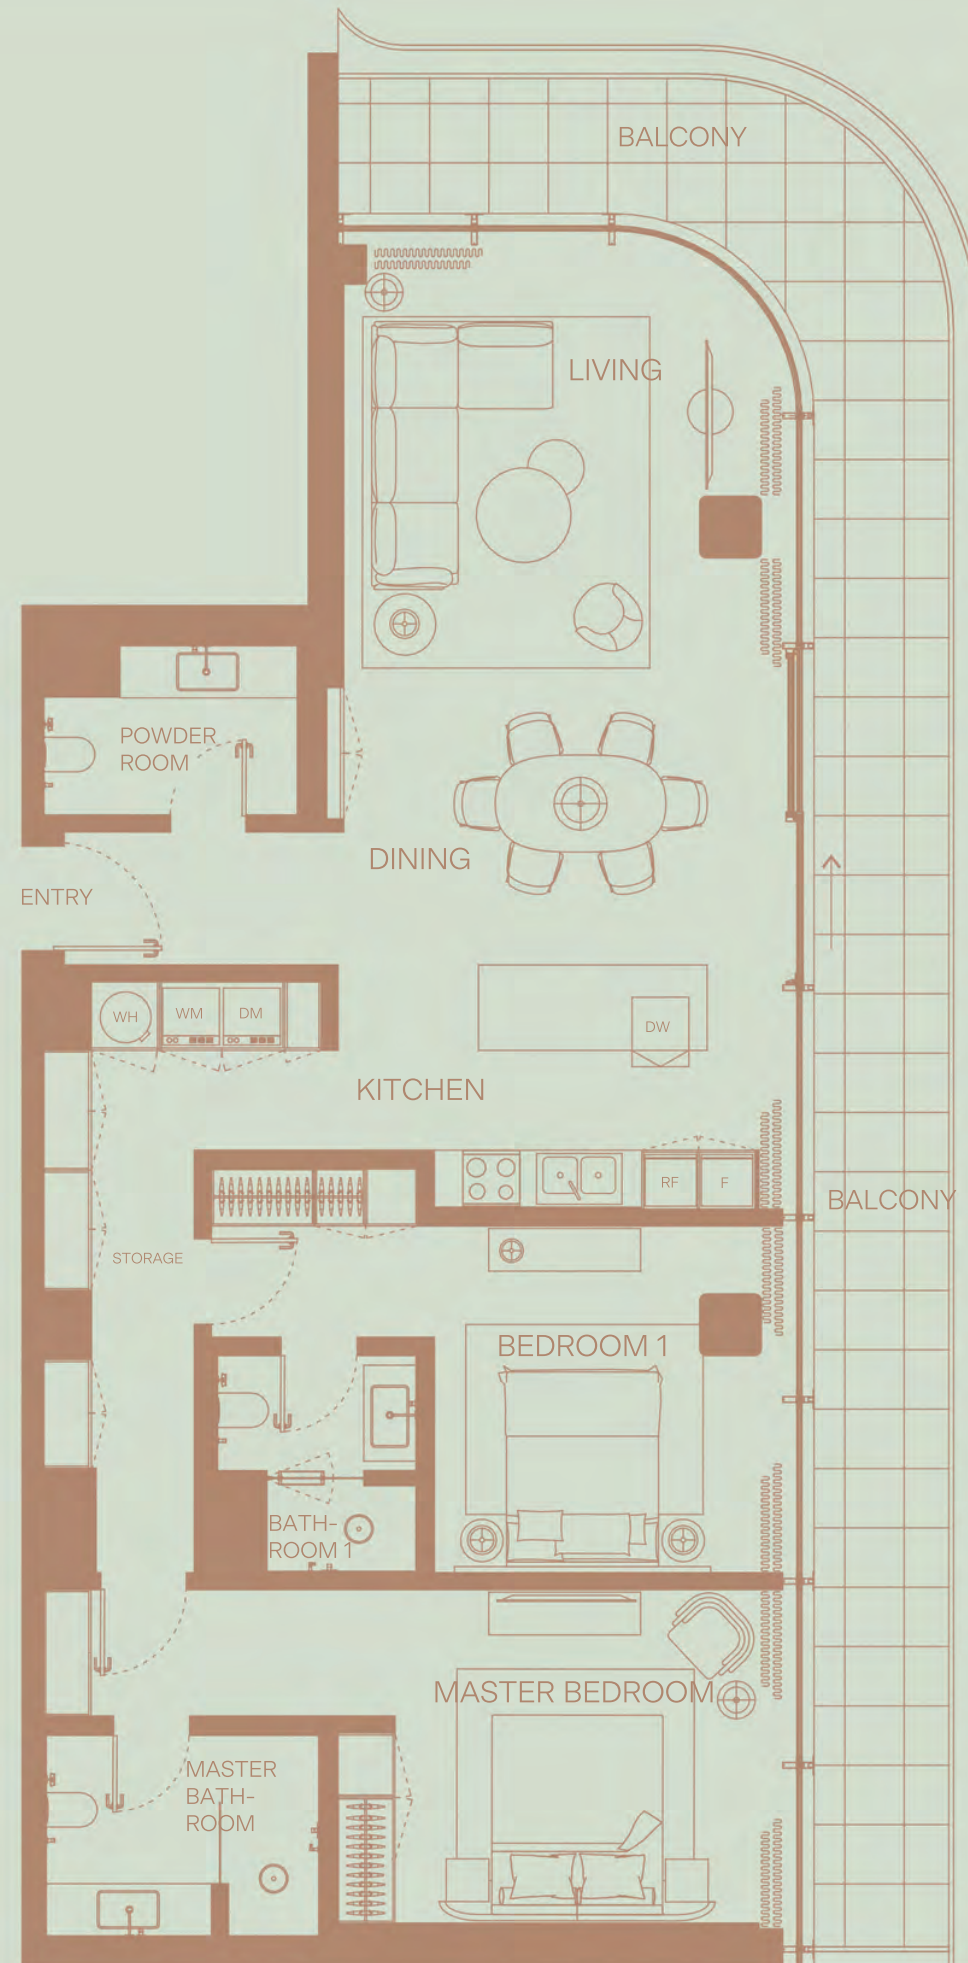 BALCONY
LIVING
POWDER
ROOM
DINING
ENTRY
WH
WM
DM
DW
KITCHEN
RF
F
BALCONY
STORAGE
BEDROOM 1
BATH-
ROOM 1
MASTER BEDROOM
MASTER
BATH-
ROOM